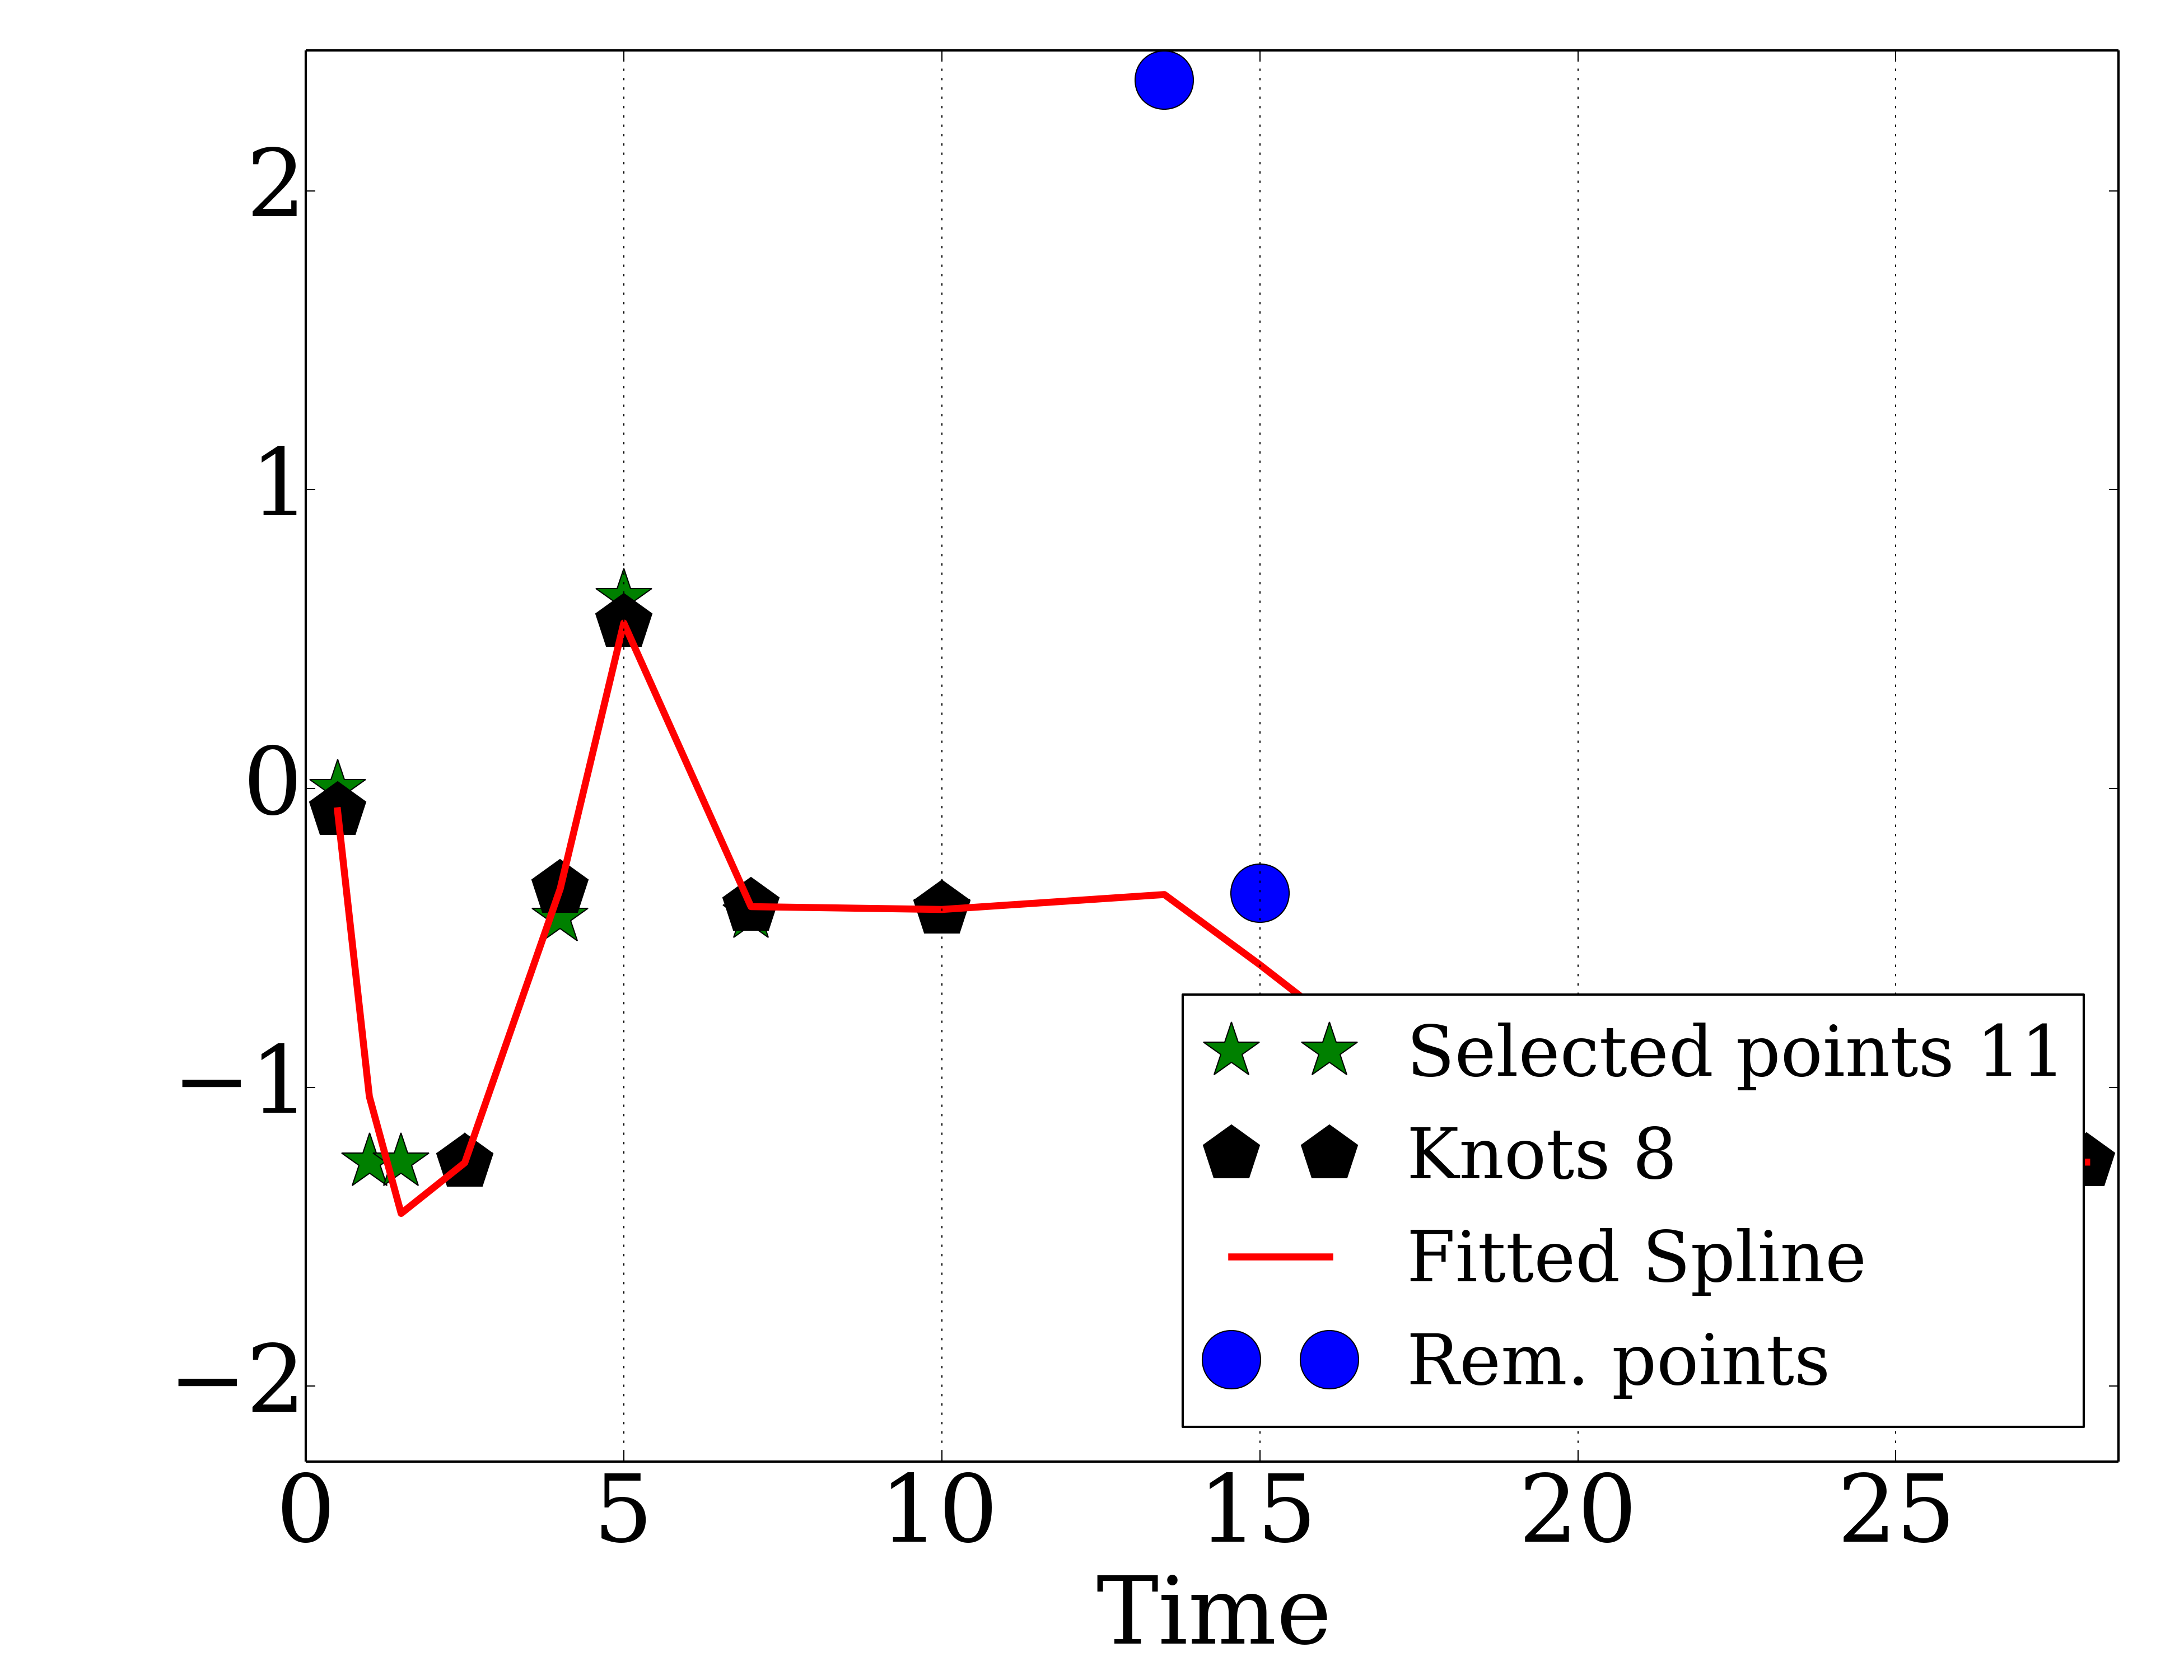 2
1
0
−1
−2
Selected points 11
Knots 8
Fitted Spline
Rem. points
0 5 10 15 20 25
Time